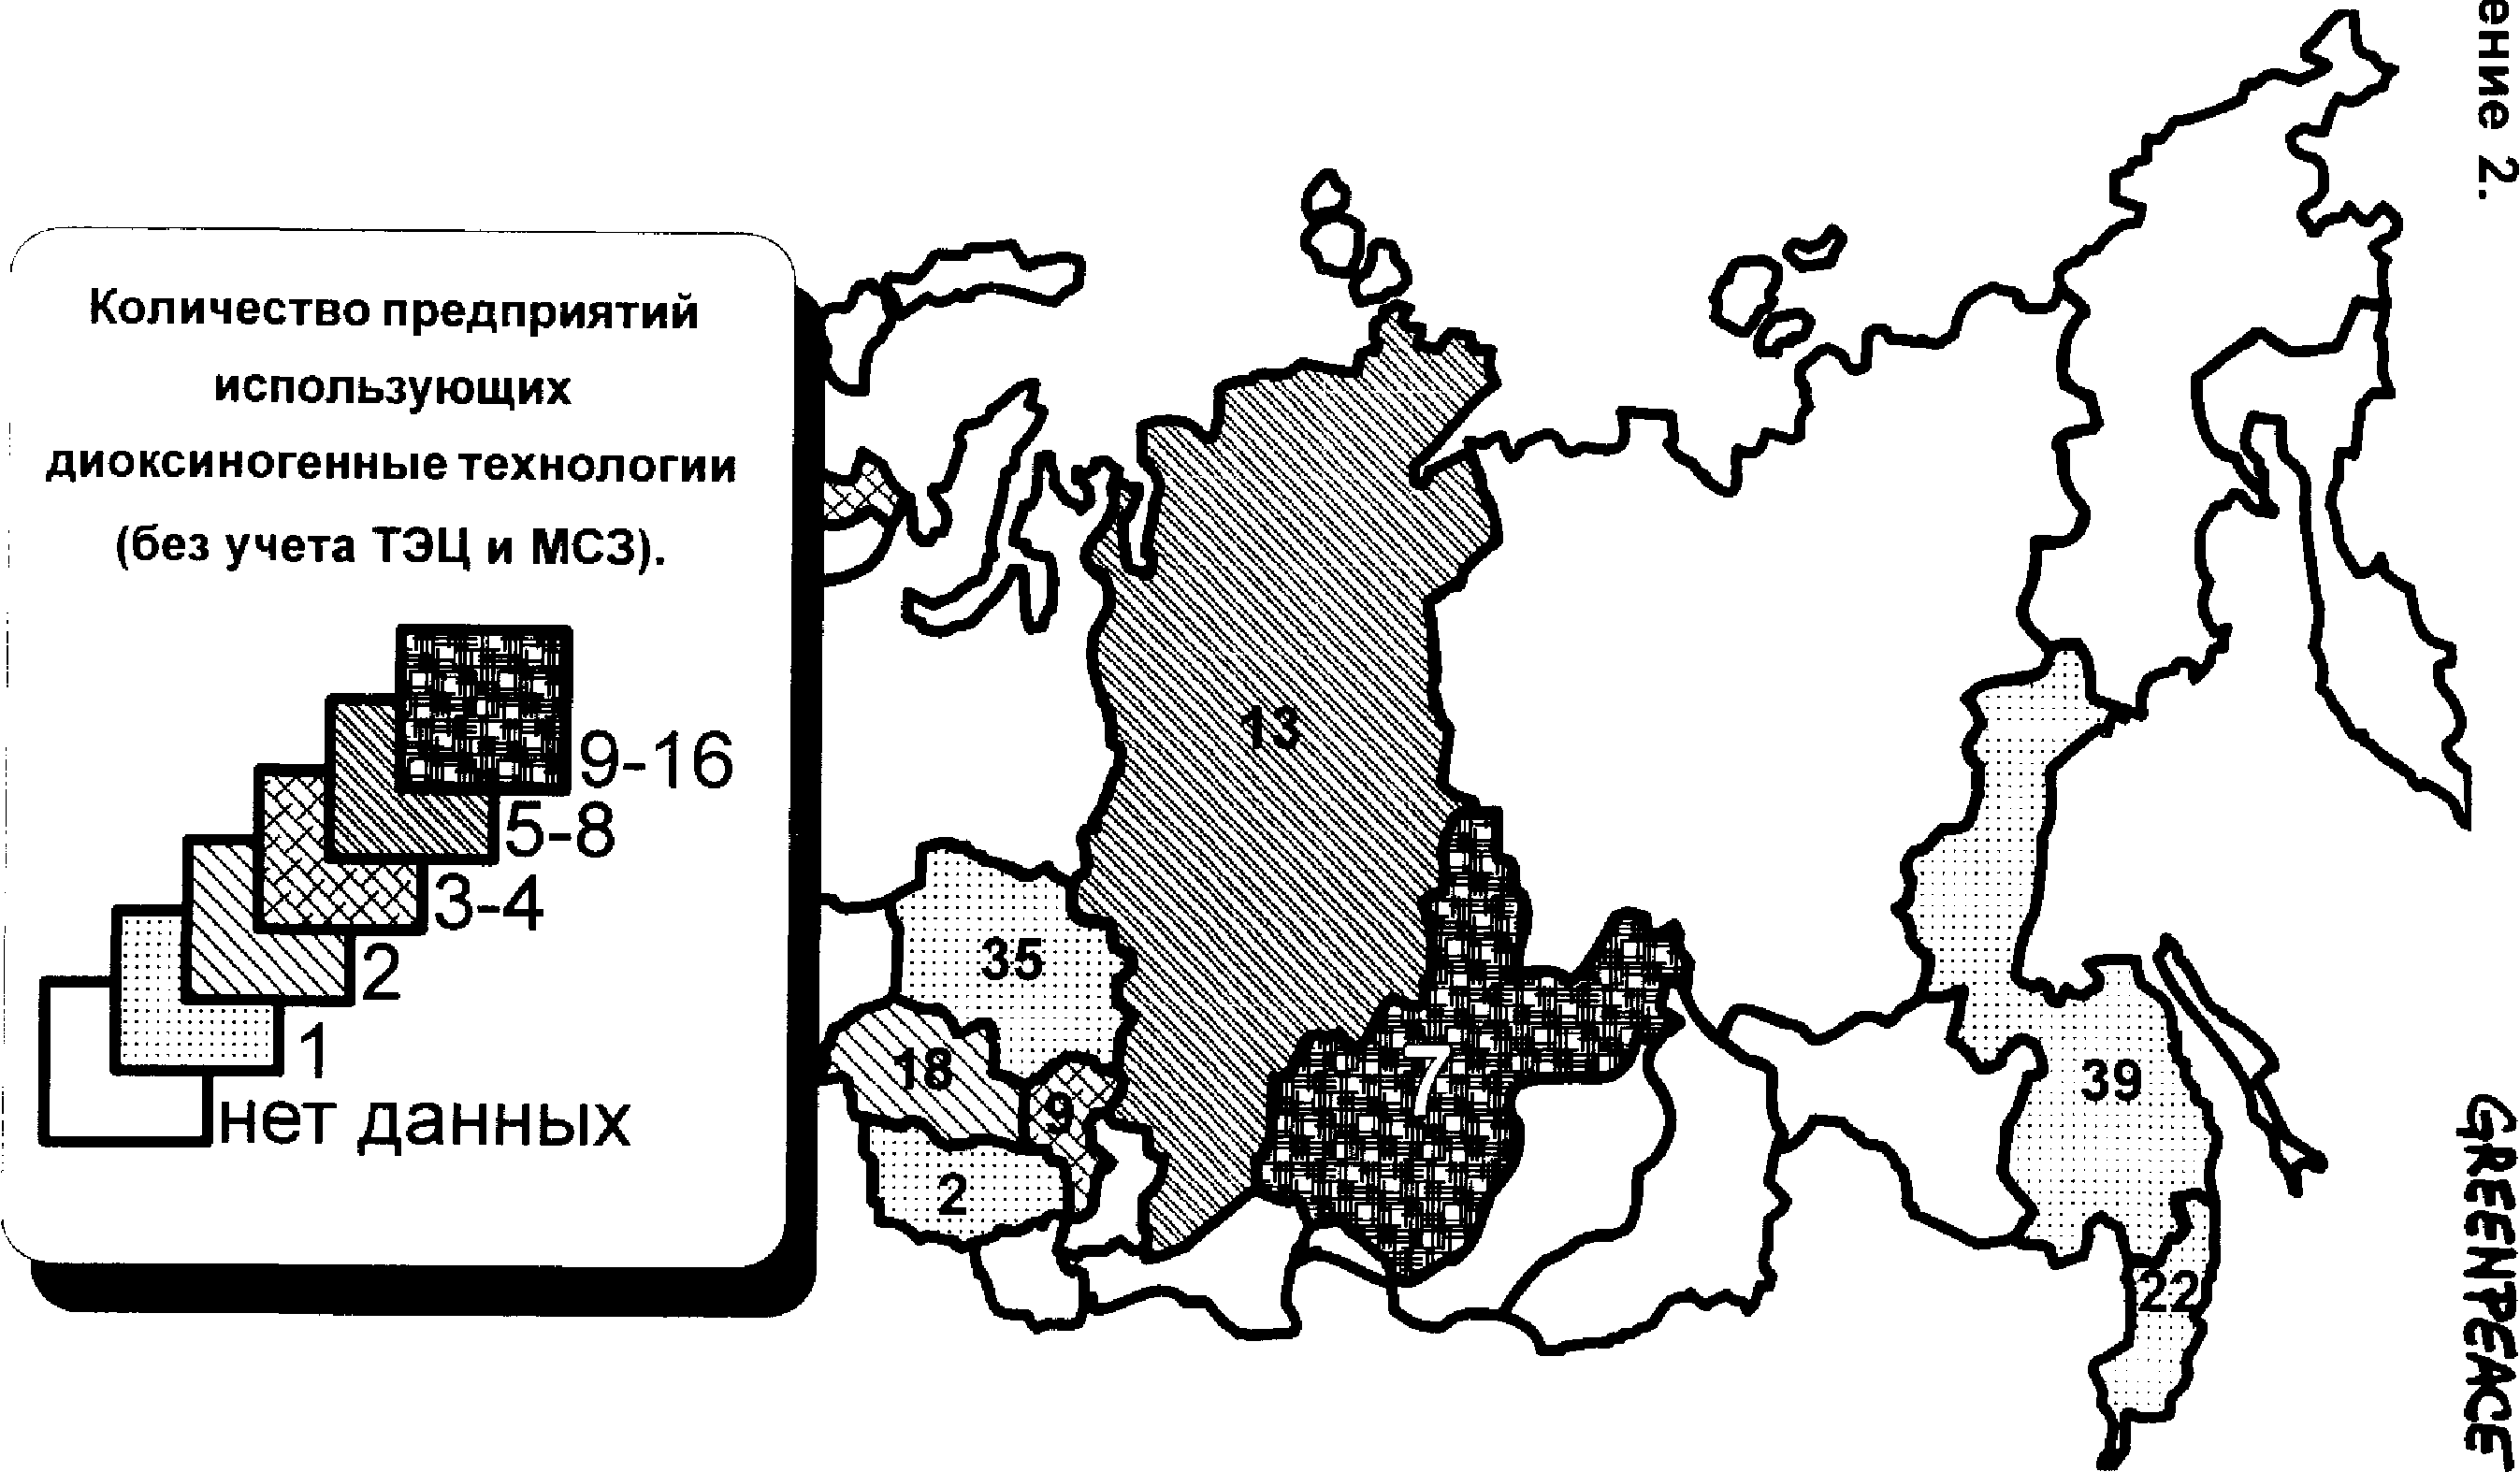 ение 2.
Количество предприятий
использующих
диоксиногенные технологии
(без учета ТЭЦ и МСЗ).
9-16
5-8
3-4
2
1
нет данных
13
35
18
9
2
7
39
22
GREENPEACE